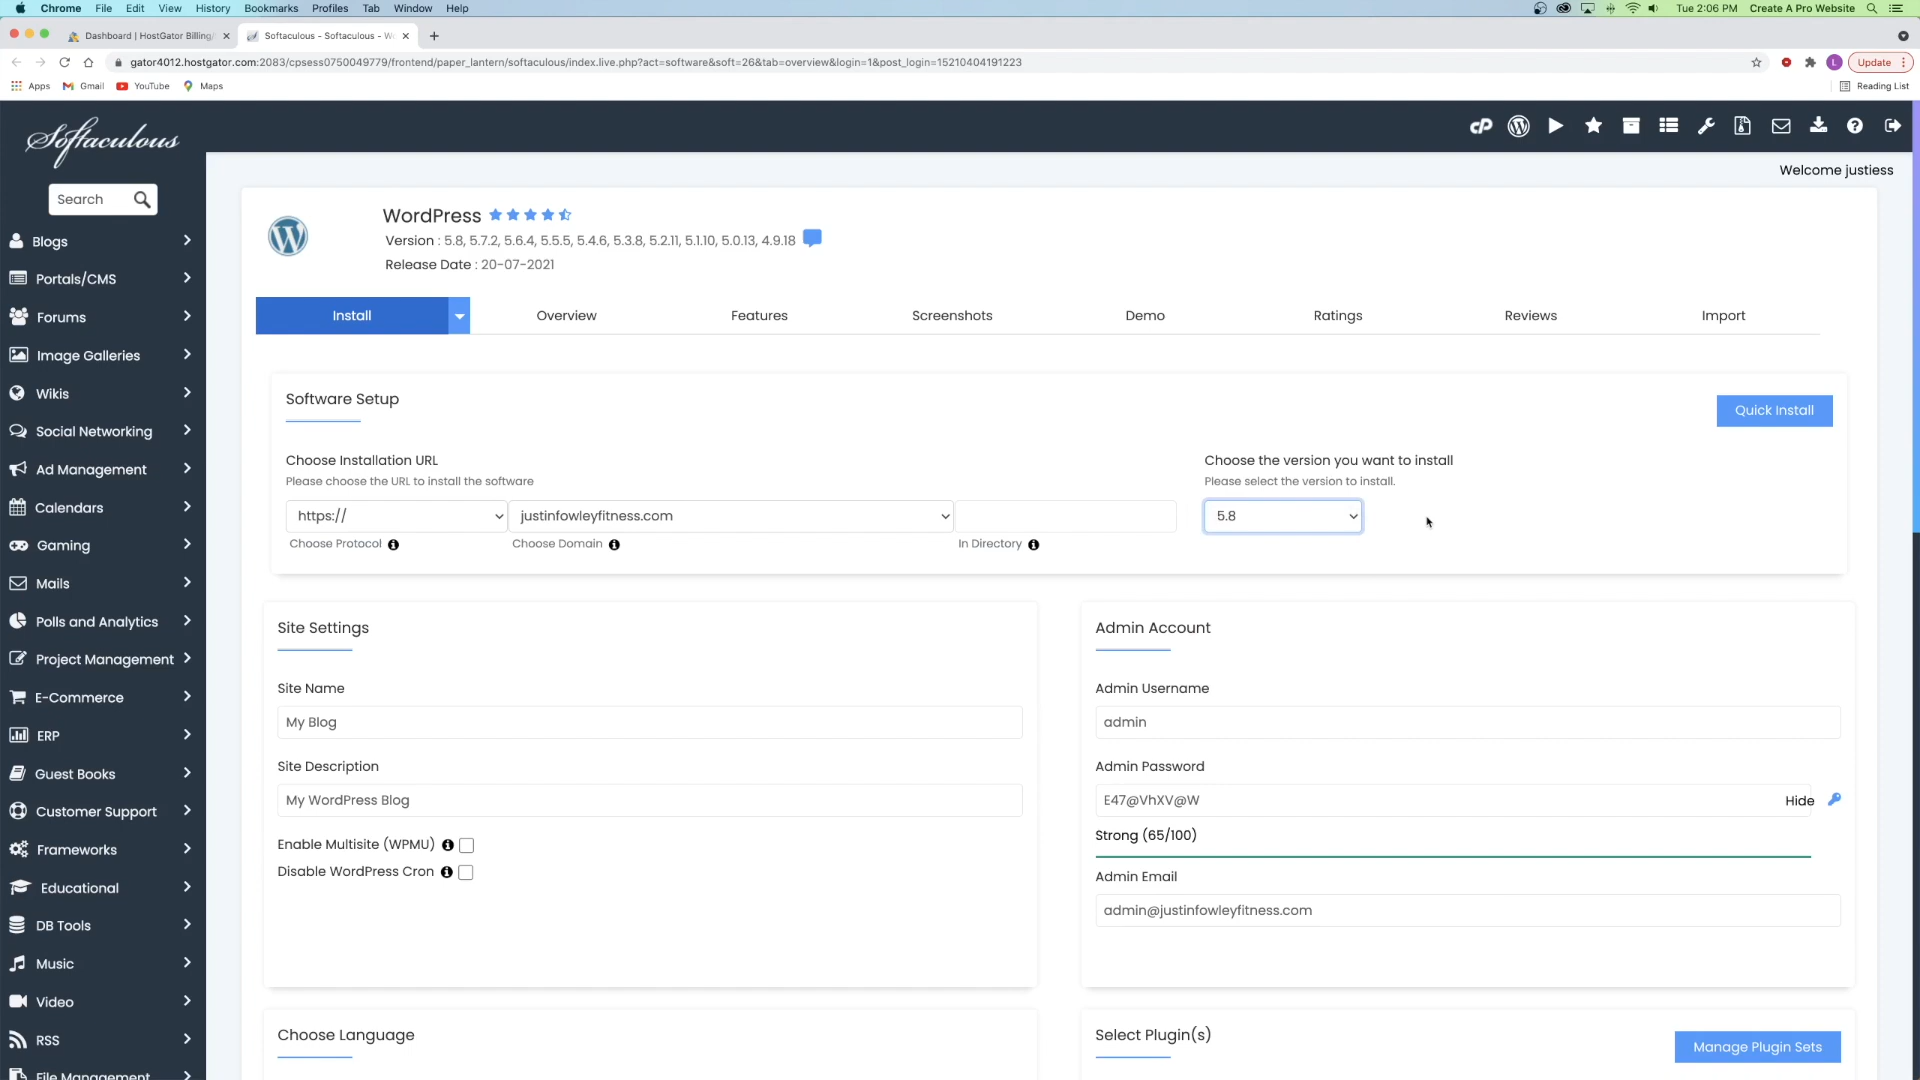 Chrome File Edit View History Bookmarks Profiles Tab Window Help Tue 2:06 PM Create A Pro Website
Dashboard | HostGator Billing/ Softaculous - Softaculous - W
gator4012.hostgator.com:2083/cpsess0750049779/frontend/paper_lantern/softaculous/index.live.php?act=software&soft=26&tab=overview&login=1&post_login=15210404191223 L Update
Apps Gmail YouTube Maps Reading List
Softaculous
Welcome justiess
Search
Blogs
Portals/CMS
Forums
Image Galleries
Wikis
Social Networking
Ad Management
Calendars
Gaming
Mails
Polls and Analytics
Project Management
E-Commerce
ERP
Guest Books
Customer Support
Frameworks
Educational
DB Tools
Music
Video
RSS
File Management
WordPress
Version : 5.8, 5.7.2, 5.6.4, 5.5.5, 5.4.6, 5.3.8, 5.2.11, 5.1.10, 5.0.13, 4.9.18
Release Date : 20-07-2021
Install Overview Features Screenshots Demo Ratings Reviews Import
Software Setup
Quick Install
Choose Installation URL
Please choose the URL to install the software
https:// justinfowleyfitness.com
Choose Protocol Choose Domain In Directory
Choose the version you want to install
Please select the version to install.
5.8
Site Settings
Site Name
My Blog
Site Description
My WordPress Blog
Enable Multisite (WPMU)
Disable WordPress Cron
Admin Account
Admin Username
admin
Admin Password
E47@VhXV@W Hide
Strong (65/100)
Admin Email
admin@justinfowleyfitness.com
Choose Language
Select Plugin(s)
Manage Plugin Sets